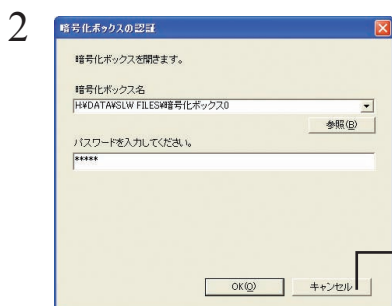 2
暗号化ボックスの認証
暗号化ボックスを開きます。
暗号化ボックス名
H:¥DATA¥SLW FILES¥暗号化ボックス0
参照(B)
パスワードを入力してください。
*****
OK(O)
キャンセル